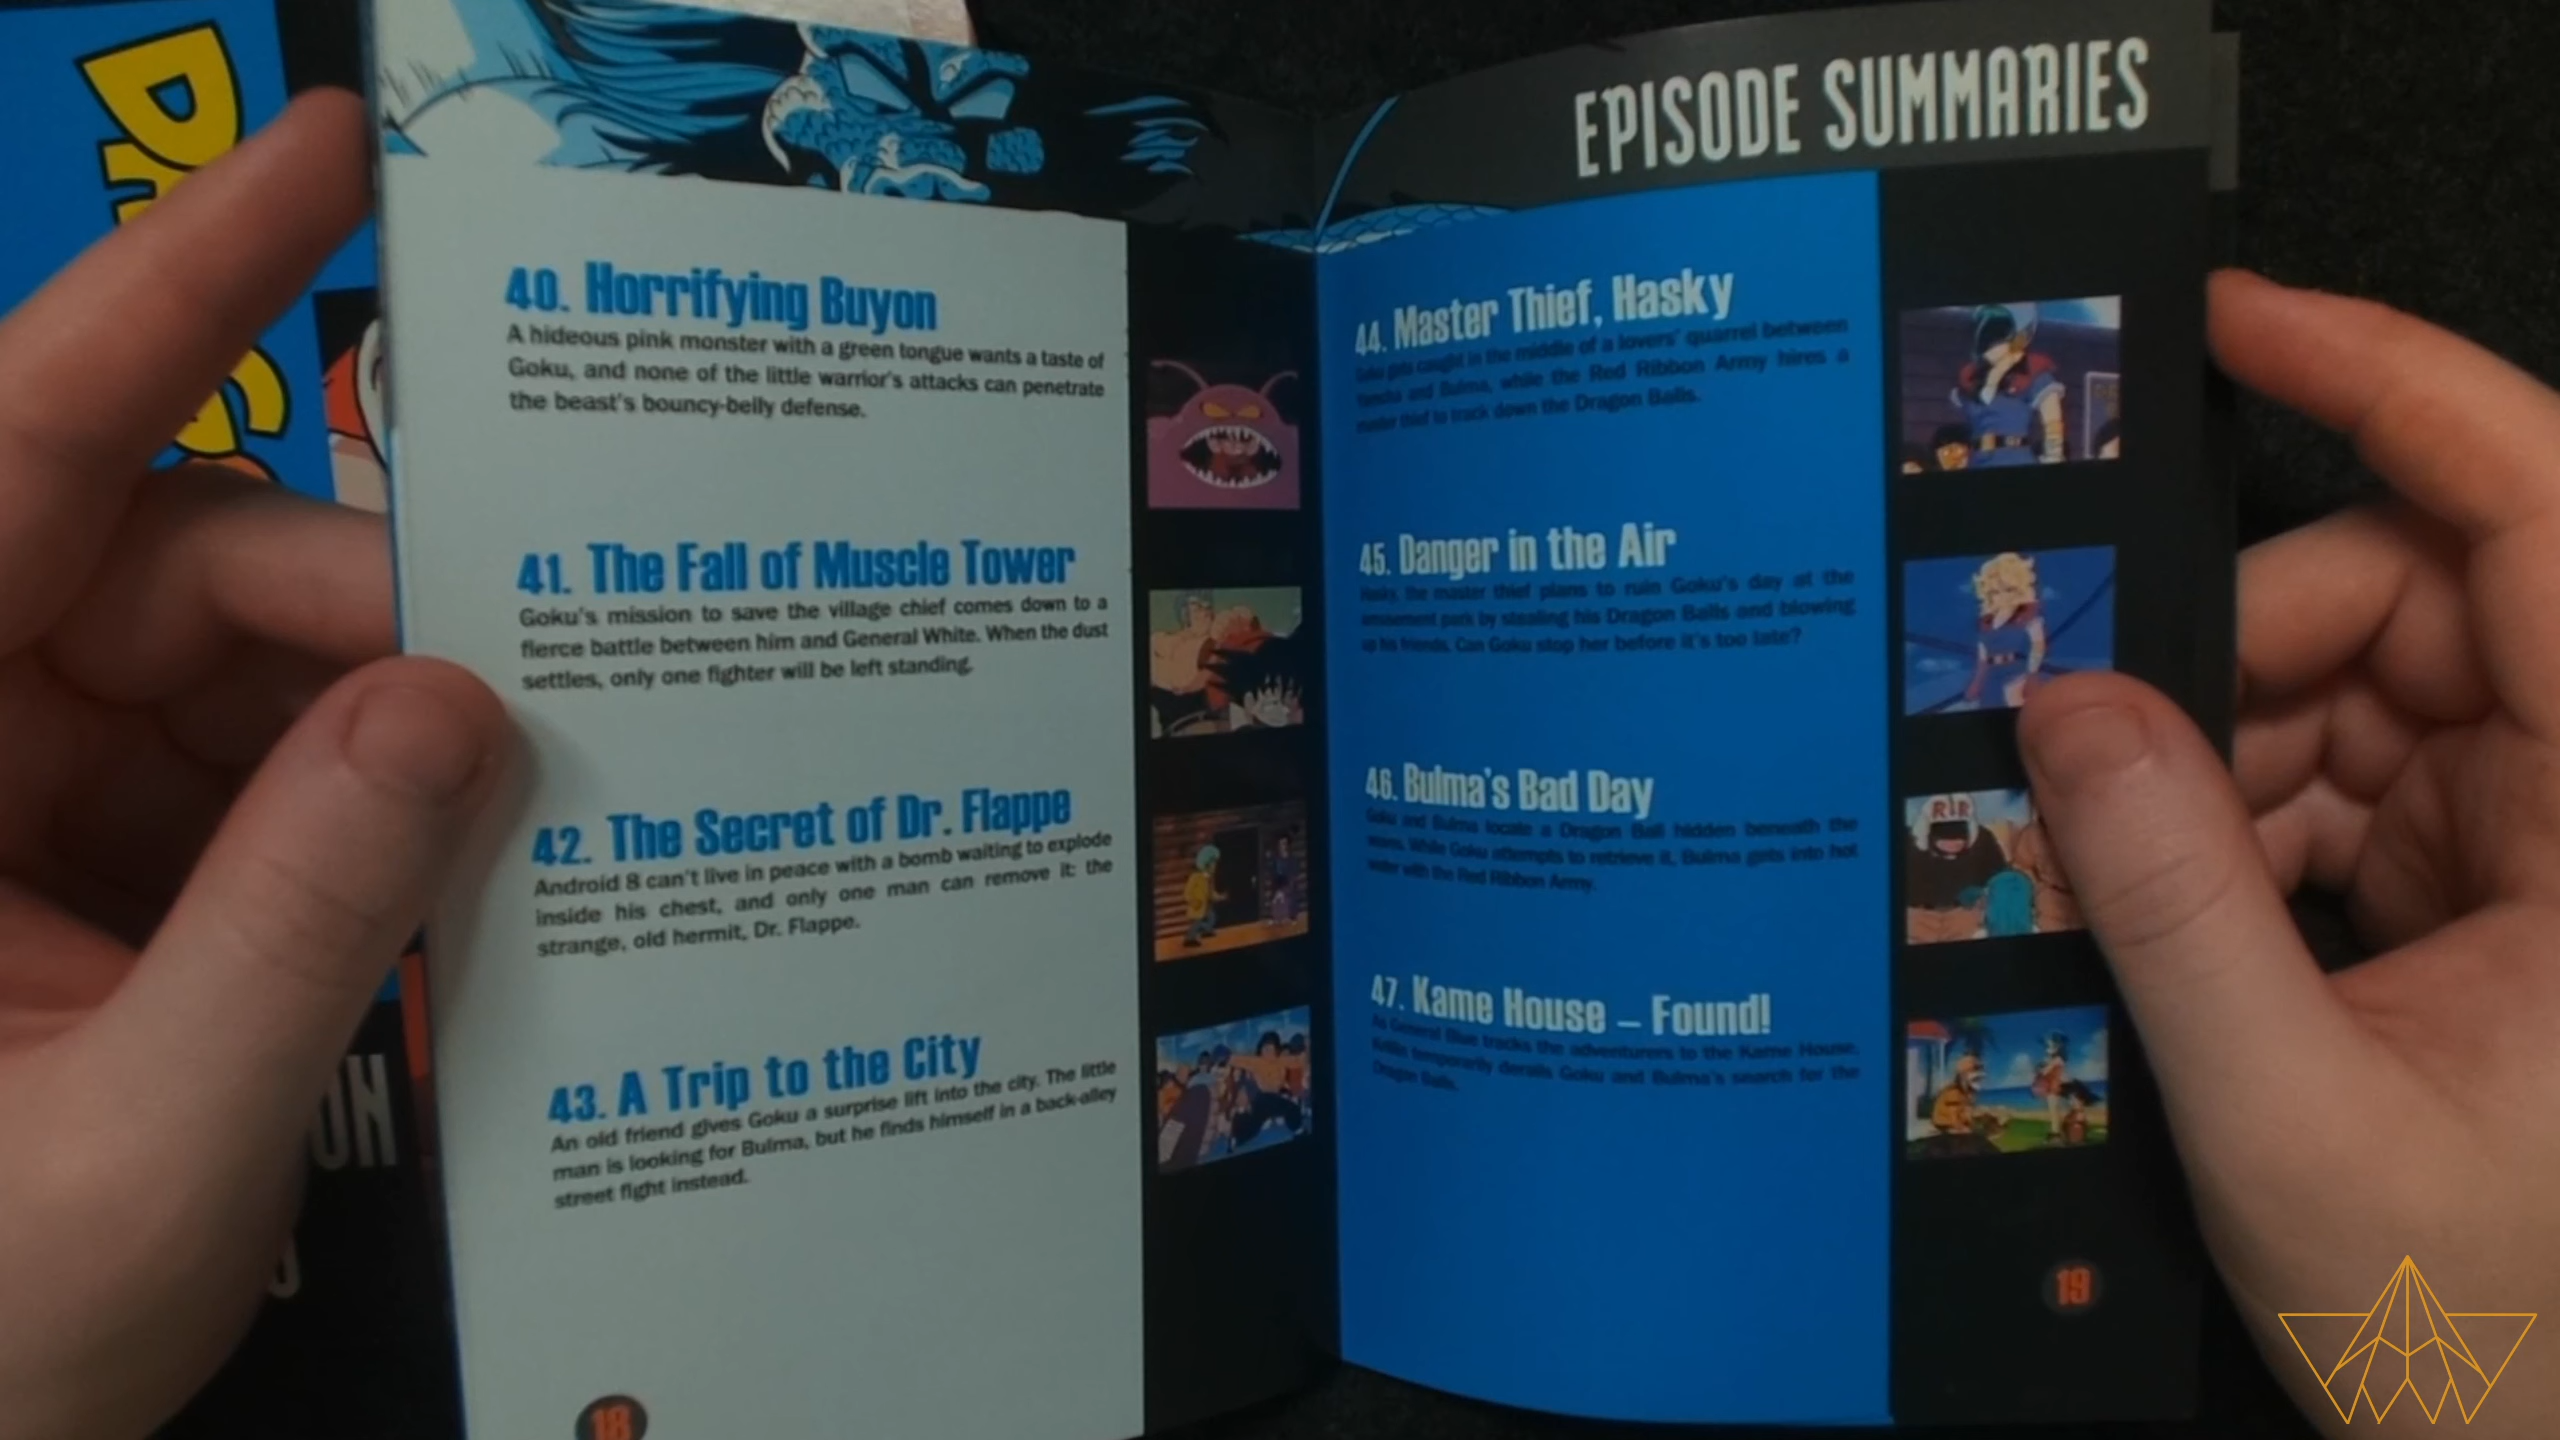 EPISODE SUMMARIES
40. Horrifying Buyon
A hideous pink monster with a green tongue wants a taste of
Goku, and none of the little warrior's attacks can penetrate
the beast's bouncy-belly defense.
41. The Fall of Muscle Tower
Goku's mission to save the village chief comes down to a
fierce battle between him and General White. When the dust
settles, only one fighter will be left standing.
42. The Secret of Dr. Flappe
Android 8 can't live in peace with a bomb waiting to explode
inside his chest, and only one man can remove it: the
strange, old hermit, Dr. Flappe.
43. A Trip to the City
An old friend gives Goku a surprise lift into the city. The little
man is looking for Bulma, but he finds himself in a back-alley
street fight instead.
18
44. Master Thief, Hasky
Goku gets caught in the middle of a lovers' quarrel between
Yamcha and Bulma, while the Red Ribbon Army hires a
master thief to track down the Dragon Balls.
45. Danger in the Air
Hasky, the master thief plans to ruin Goku's day at the
amusement park by stealing his Dragon Balls and blowing
up his friends. Can Goku stop her before it's too late?
46. Bulma's Bad Day
Goku and Bulma locate a Dragon Ball hidden beneath the
waves. While Goku attempts to retrieve it, Bulma gets into hot
water with the Red Ribbon Army.
47. Kame House – Found!
As General Blue tracks the adventurers to the Kame House,
Krillin temporarily derails Goku and Bulma's search for the
Dragon Balls.
19
RR